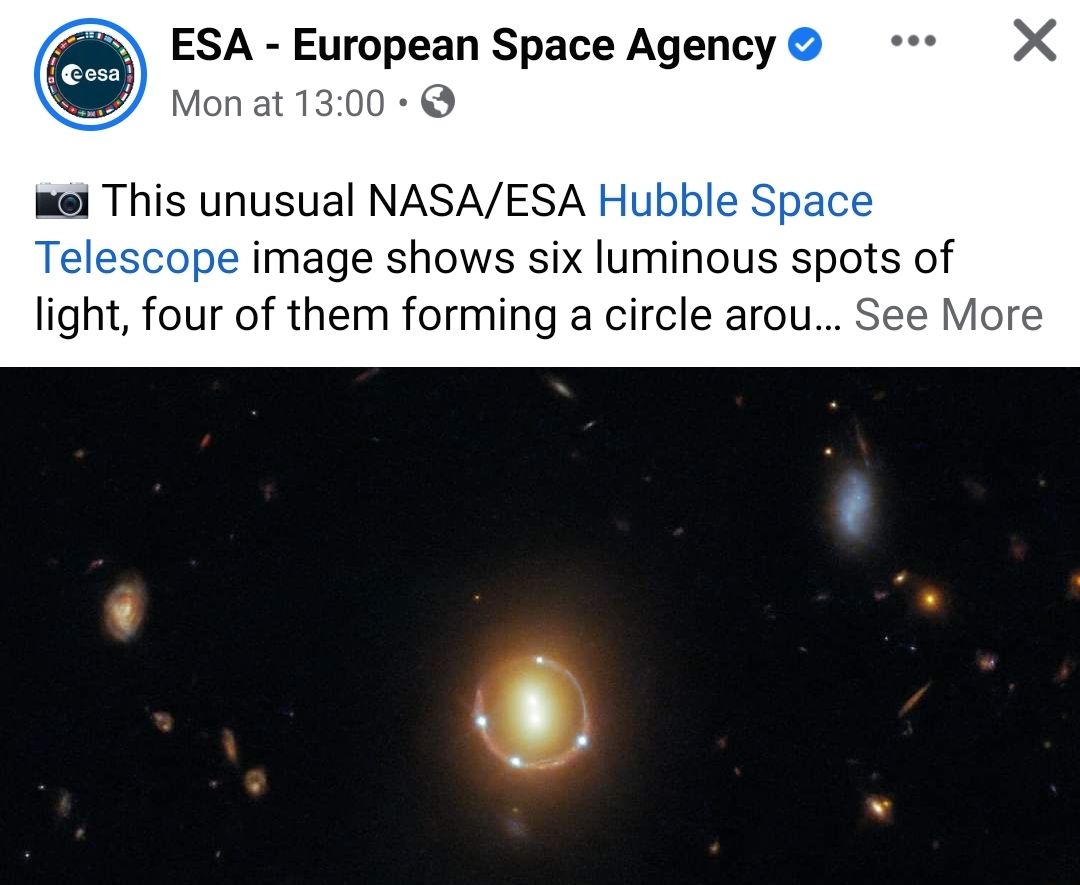 esa
ESA - European Space Agency
Mon at 13:00 •
📷 This unusual NASA/ESA Hubble Space
Telescope image shows six luminous spots of
light, four of them forming a circle arou... See More